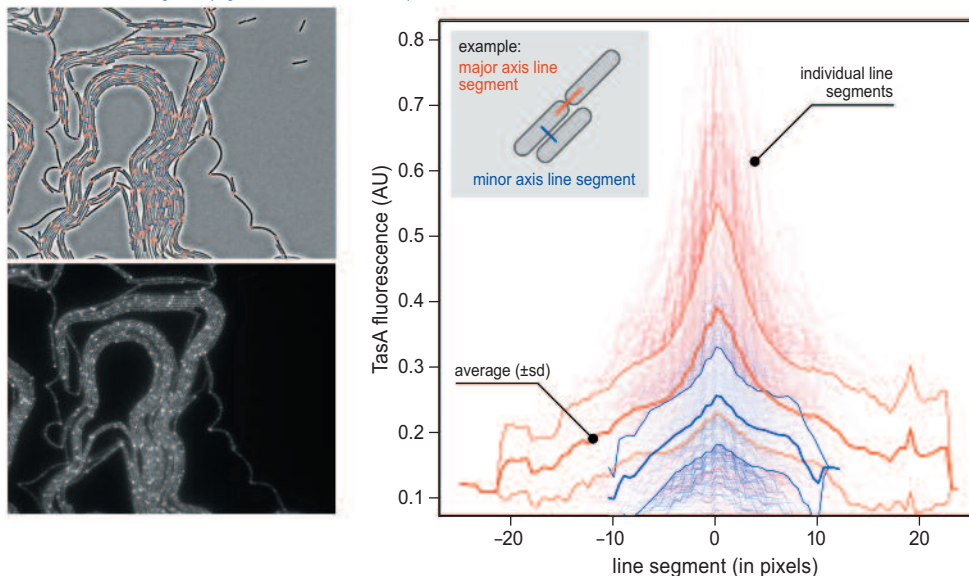 example:
major axis line
segment
minor axis line segment
individual line
segments
average (±sd)
TasA fluorescence (AU)
0.8
0.7
0.6
0.5
0.4
0.3
0.2
0.1
−20
−10
0
10
20
line segment (in pixels)